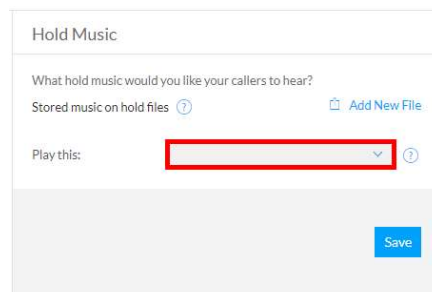 Hold Music
What hold music would you like your callers to hear?
Stored music on hold files ?
Add New File
Play this:
?
Save